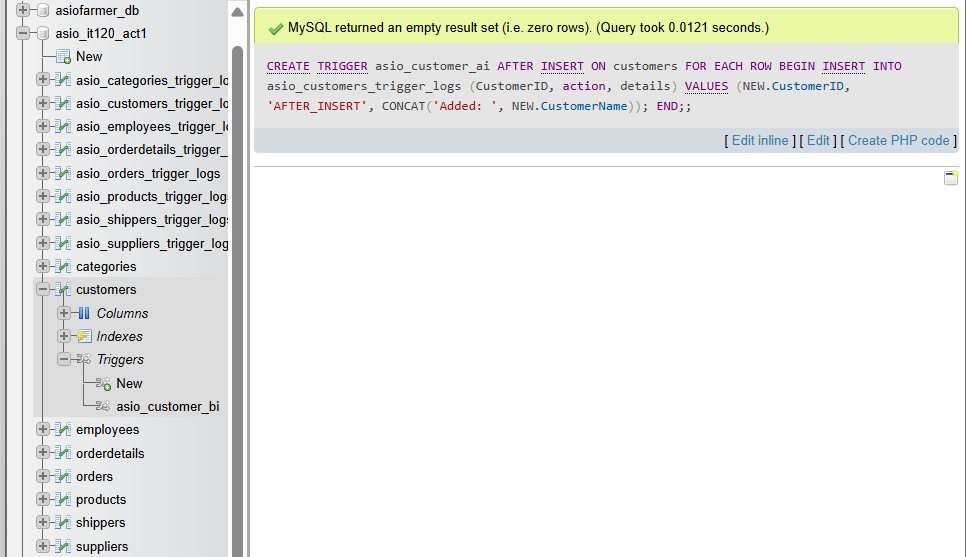 asiofarmer_db
asio_it120_act1
New
asio_categories_trigger_lo
asio_customers_trigger_lo
asio_employees_trigger_l
asio_orderdetails_trigger_
asio_orders_trigger_logs
asio_products_trigger_logs
asio_shippers_trigger_logs
asio_suppliers_trigger_log
categories
customers
Columns
Indexes
Triggers
New
asio_customer_bi
employees
orderdetails
orders
products
shippers
suppliers
MySQL returned an empty result set (i.e. zero rows). (Query took 0.0121 seconds.)
CREATE TRIGGER asio_customer_ai AFTER INSERT ON customers FOR EACH ROW BEGIN INSERT INTO
asio_customers_trigger_logs (CustomerID, action, details) VALUES (NEW.CustomerID,
'AFTER_INSERT', CONCAT('Added: ', NEW.CustomerName)); END;;
[ Edit inline ] [ Edit ] [ Create PHP code ]